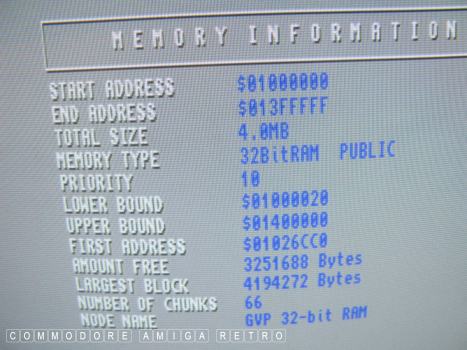 MEMORY INFORMATION
START ADDRESS $01000000
END ADDRESS $013FFFFF
TOTAL SIZE 4.0MB
MEMORY TYPE 32BitRAM PUBLIC
PRIORITY 10
LOWER BOUND $01000020
UPPER BOUND $01400000
FIRST ADDRESS $01026CC0
AMOUNT FREE 3251688 Bytes
LARGEST BLOCK 4194272 Bytes
NUMBER OF CHUNKS 66
NODE NAME GVP 32-bit RAM
COMMODORE AMIGA RETRO